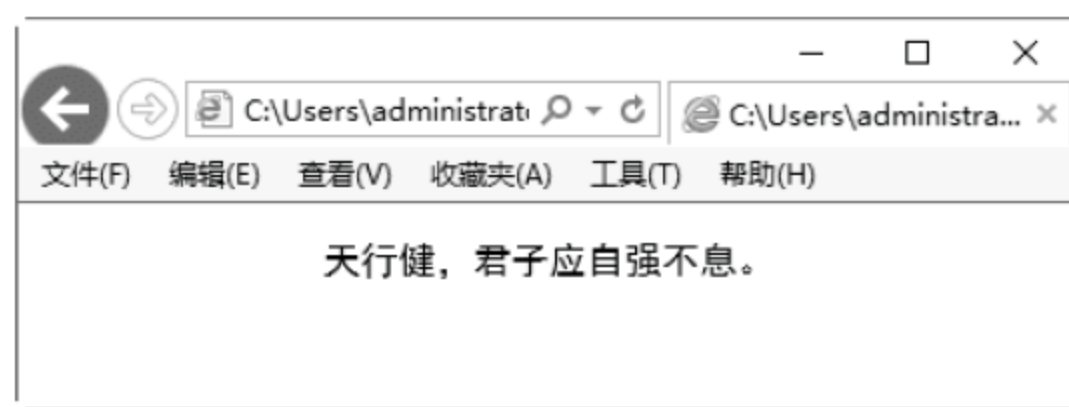 C:\Users\administrat
C:\Users\administra... ×
文件(F) 编辑(E) 查看(V) 收藏夹(A) 工具(T) 帮助(H)
天行健，君子应自强不息。